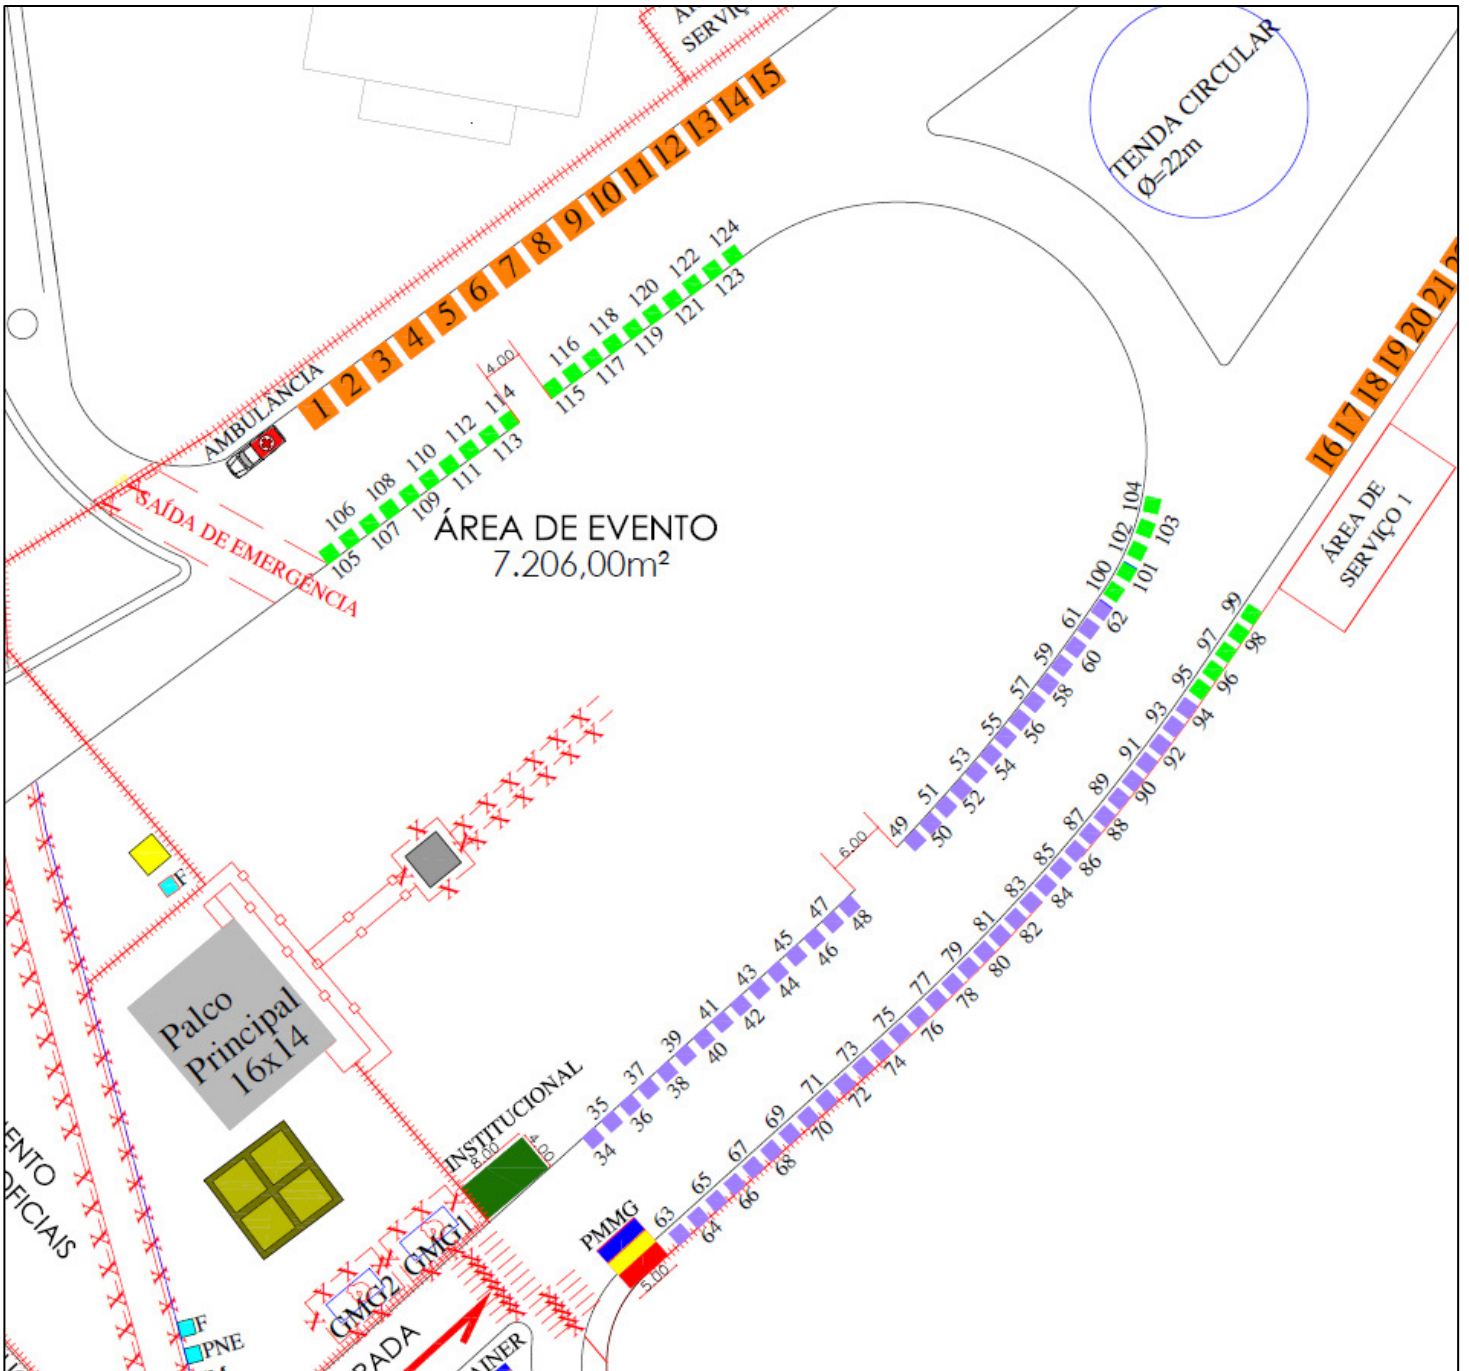 SERVIÇ
TENDA CIRCULAR
Ø=22m
1 2 3 4 5 6 7 8 9 10 11 12 13 14 15
AMBULÂNCIA
4.00
106 108 110 112 114
105 107 109 111 113
116 118 120 122 124
115 117 119 121 123
SAÍDA DE EMERGÊNCIA
ÁREA DE EVENTO
7.206,00m²
16 17 18 19 20 21
ÁREA DE
SERVIÇO 1
100 102 104
101 103
49 51 53 55 57 59 61
50 52 54 56 58 60 62
6.00
95 97 99
94 96 98
35 37 39 41 43 45 47
34 36 38 40 42 44 46 48
63 65 67 69 71 73 75 77 79 81 83 85 87 89 91 93
64 66 68 70 72 74 76 78 80 82 84 86 88 90 92
F
Palco
Principal
16x14
INSTITUCIONAL
8.00
4.00
PMMG
5.00
GMG1
GMG2
ENTO
OFICIAIS
F
PNE
RADA
AINER